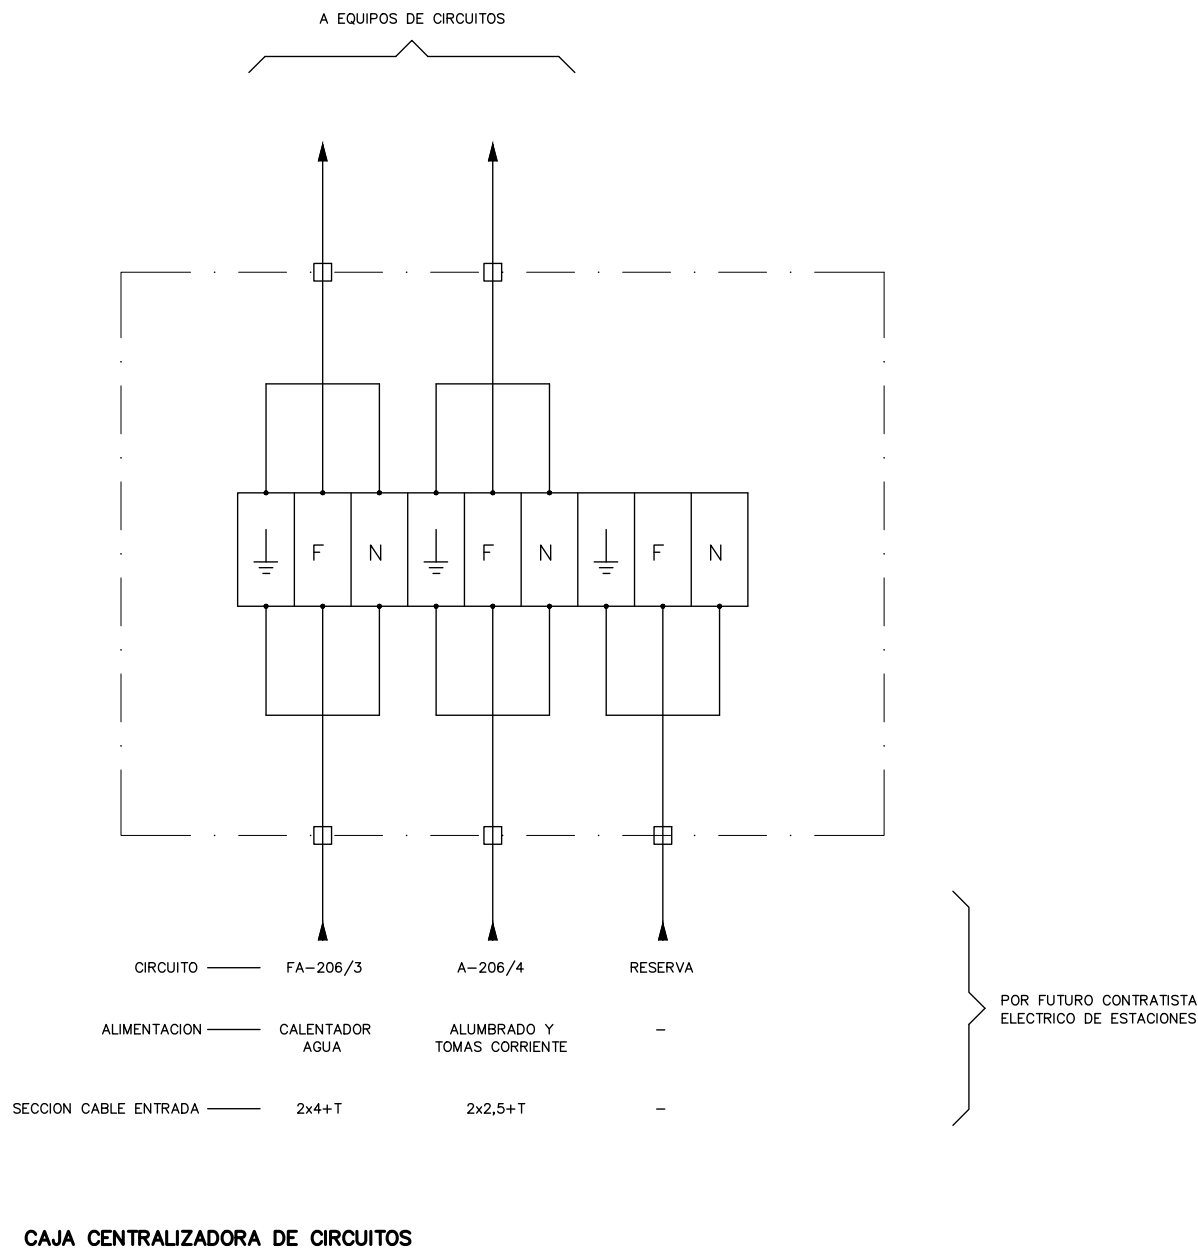 A EQUIPOS DE CIRCUITOS
F N F N F N
CIRCUITO FA-206/3 A-206/4 RESERVA
ALIMENTACION CALENTADOR AGUA ALUMBRADO Y TOMAS CORRIENTE -
SECCION CABLE ENTRADA 2x4+T 2x2,5+T -
POR FUTURO CONTRATISTA
ELECTRICO DE ESTACIONES
CAJA CENTRALIZADORA DE CIRCUITOS